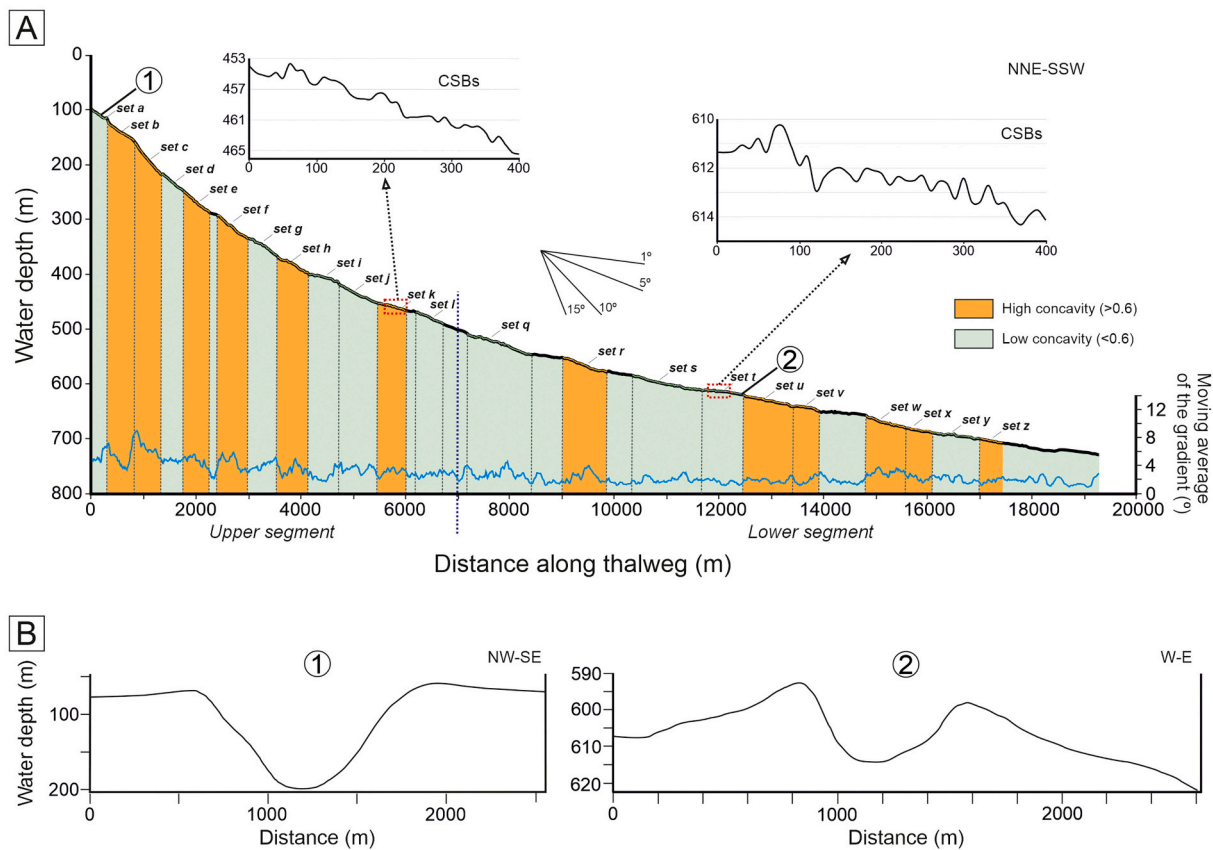 A
0
100
200
300
400
500
600
700
800
Water depth (m)
1
set a
set b
set c
set d
set e
set f
set g
set h
set i
set j
set k
set l
set q
set r
set s
set t
set u
set v
set w
set x
set y
set z
453
457
461
465
CSBs
0
100
200
300
400
NNE-SSW
610
612
614
CSBs
0
100
200
300
400
1º
5º
10º
15º
High concavity (>0.6)
Low concavity (<0.6)
2
12
8
4
0
Moving average
of the gradient (º)
0
2000
4000
6000
8000
10000
12000
14000
16000
18000
20000
Upper segment
Lower segment
Distance along thalweg (m)
B
1
NW-SE
Water depth (m)
100
200
0
1000
2000
Distance (m)
2
W-E
590
600
610
620
0
1000
2000
Distance (m)